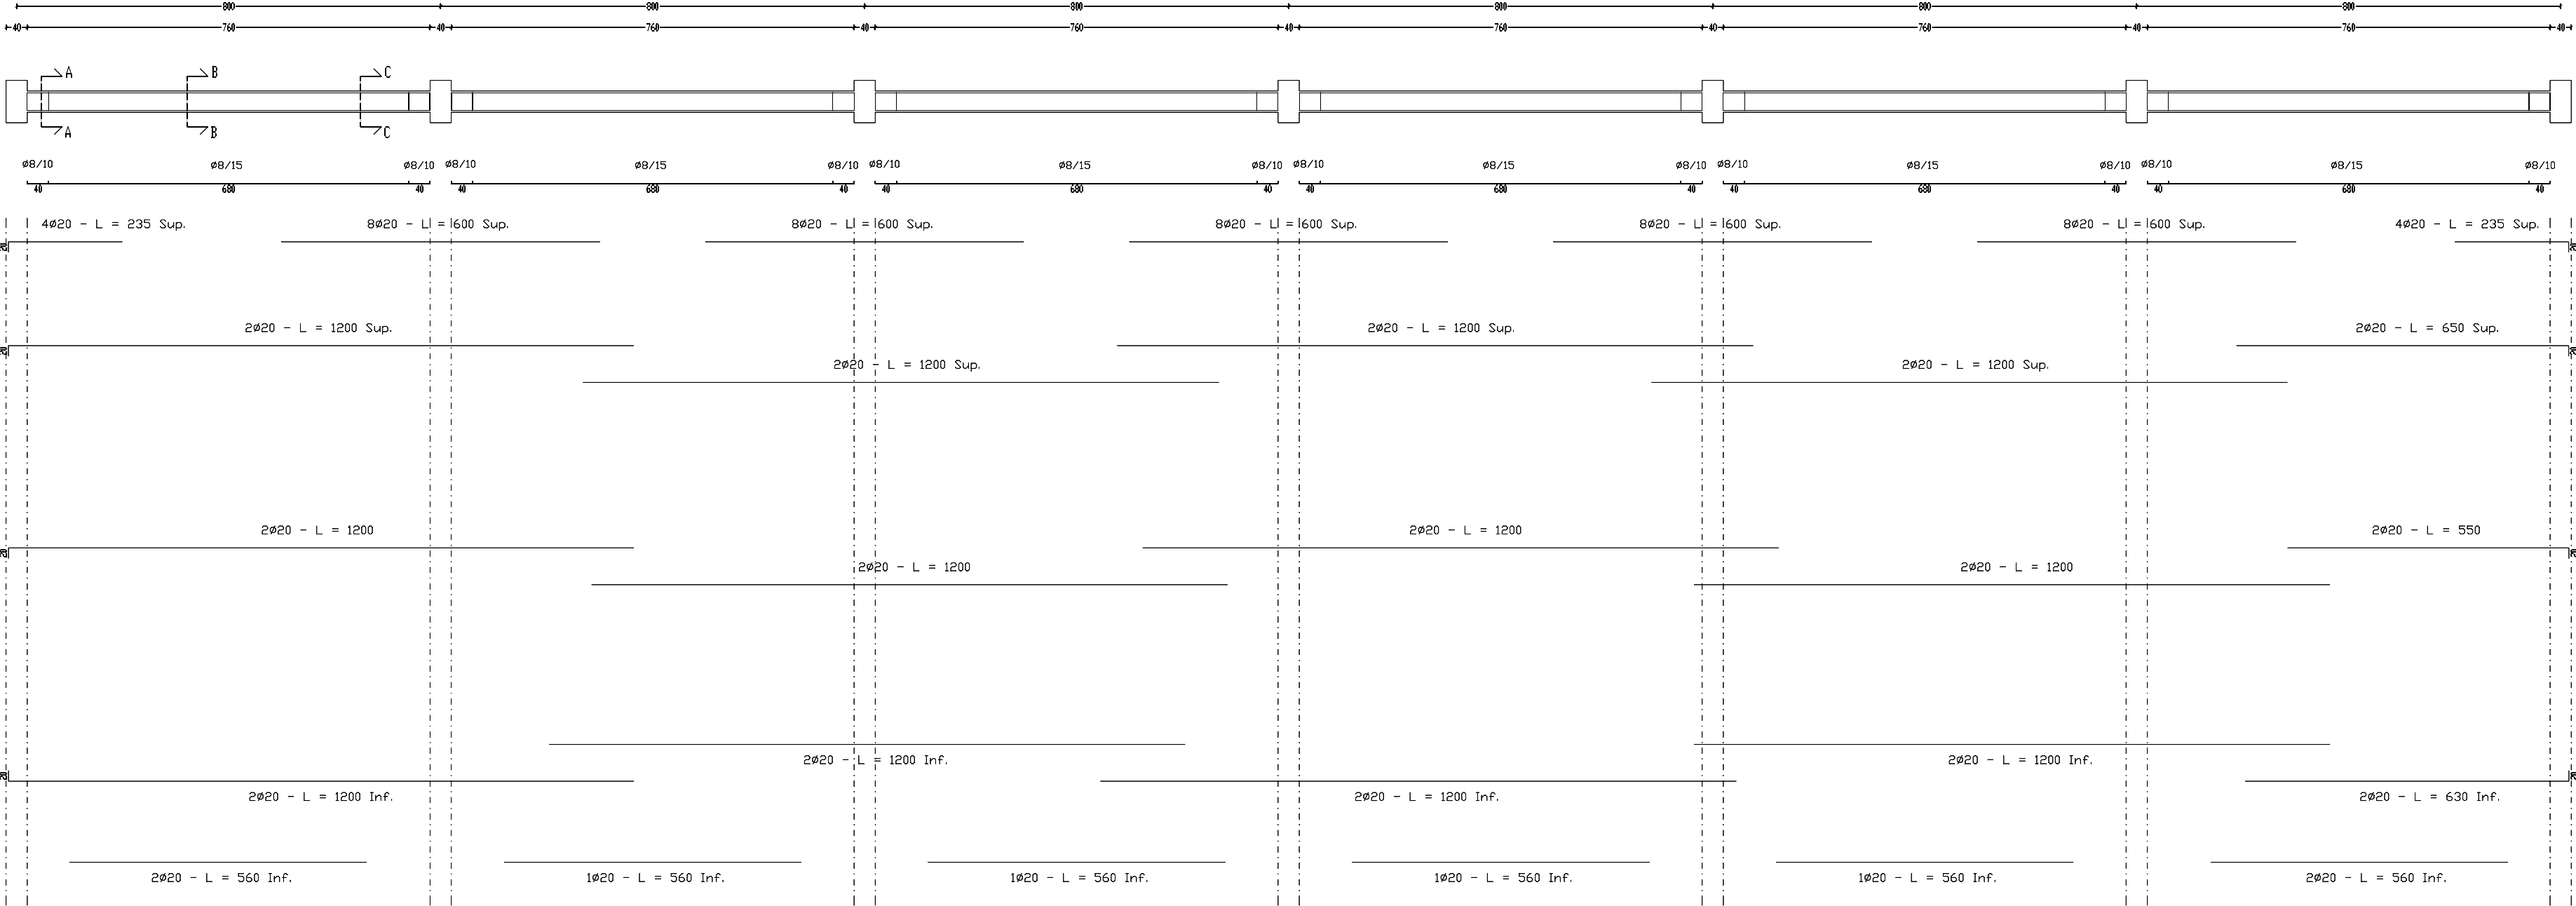 800 800 800 800 800 800
40 760 40 760 40 760 40 760 40 760 40 760 40
A B C
A B C
ø8/10 ø8/15 ø8/10 ø8/10 ø8/15 ø8/10 ø8/10 ø8/15 ø8/10 ø8/10 ø8/15 ø8/10 ø8/10 ø8/15 ø8/10 ø8/10 ø8/15 ø8/10
40 680 40 40 680 40 40 680 40 40 680 40 40 680 40 40 680 40
4ø20 - L = 235 Sup. 8ø20 - L = 600 Sup. 8ø20 - L = 600 Sup. 8ø20 - L = 600 Sup. 8ø20 - L = 600 Sup. 8ø20 - L = 600 Sup. 4ø20 - L = 235 Sup.
20 20
2ø20 - L = 1200 Sup. 2ø20 - L = 1200 Sup. 2ø20 - L = 650 Sup.
20 20
2ø20 - L = 1200 Sup. 2ø20 - L = 1200 Sup.
2ø20 - L = 1200 2ø20 - L = 1200 2ø20 - L = 550
20 20
2ø20 - L = 1200 2ø20 - L = 1200
2ø20 - L = 1200 Inf. 2ø20 - L = 1200 Inf.
20 20
2ø20 - L = 1200 Inf. 2ø20 - L = 1200 Inf. 2ø20 - L = 630 Inf.
2ø20 - L = 560 Inf. 1ø20 - L = 560 Inf. 1ø20 - L = 560 Inf. 1ø20 - L = 560 Inf. 1ø20 - L = 560 Inf. 2ø20 - L = 560 Inf.